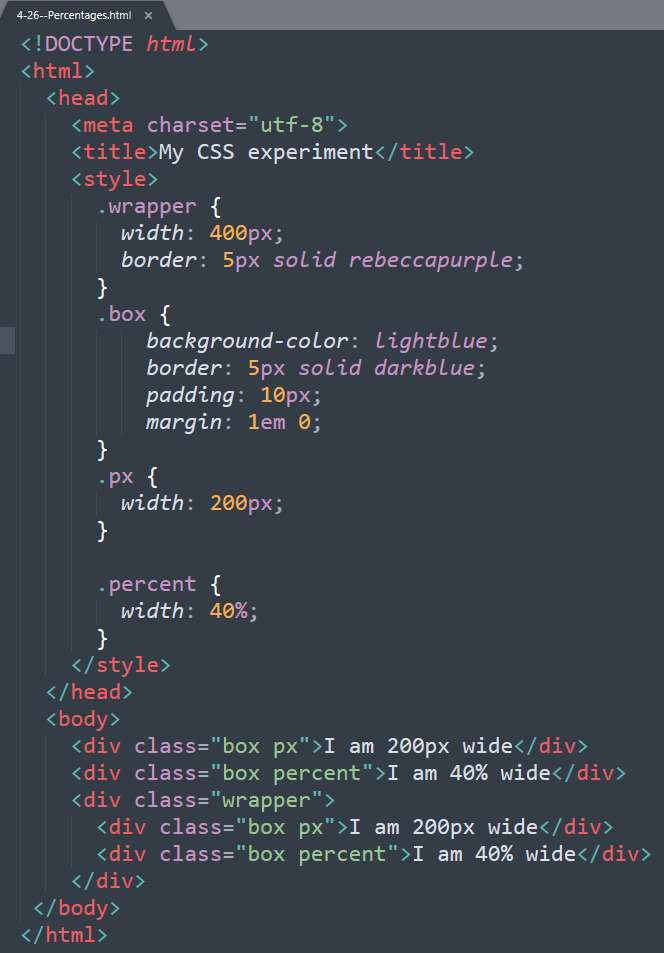 4-26--Percentages.html ×
<!DOCTYPE html>
<html>
  <head>
    <meta charset="utf-8">
    <title>My CSS experiment</title>
    <style>
      .wrapper {
        width: 400px;
        border: 5px solid rebeccapurple;
      }
      .box {
          background-color: lightblue;
          border: 5px solid darkblue;
          padding: 10px;
          margin: 1em 0;
      }
      .px {
        width: 200px;
      }

      .percent {
        width: 40%;
      }
    </style>
  </head>
  <body>
    <div class="box px">I am 200px wide</div>
    <div class="box percent">I am 40% wide</div>
    <div class="wrapper">
      <div class="box px">I am 200px wide</div>
      <div class="box percent">I am 40% wide</div>
    </div>
 </body>
</html>